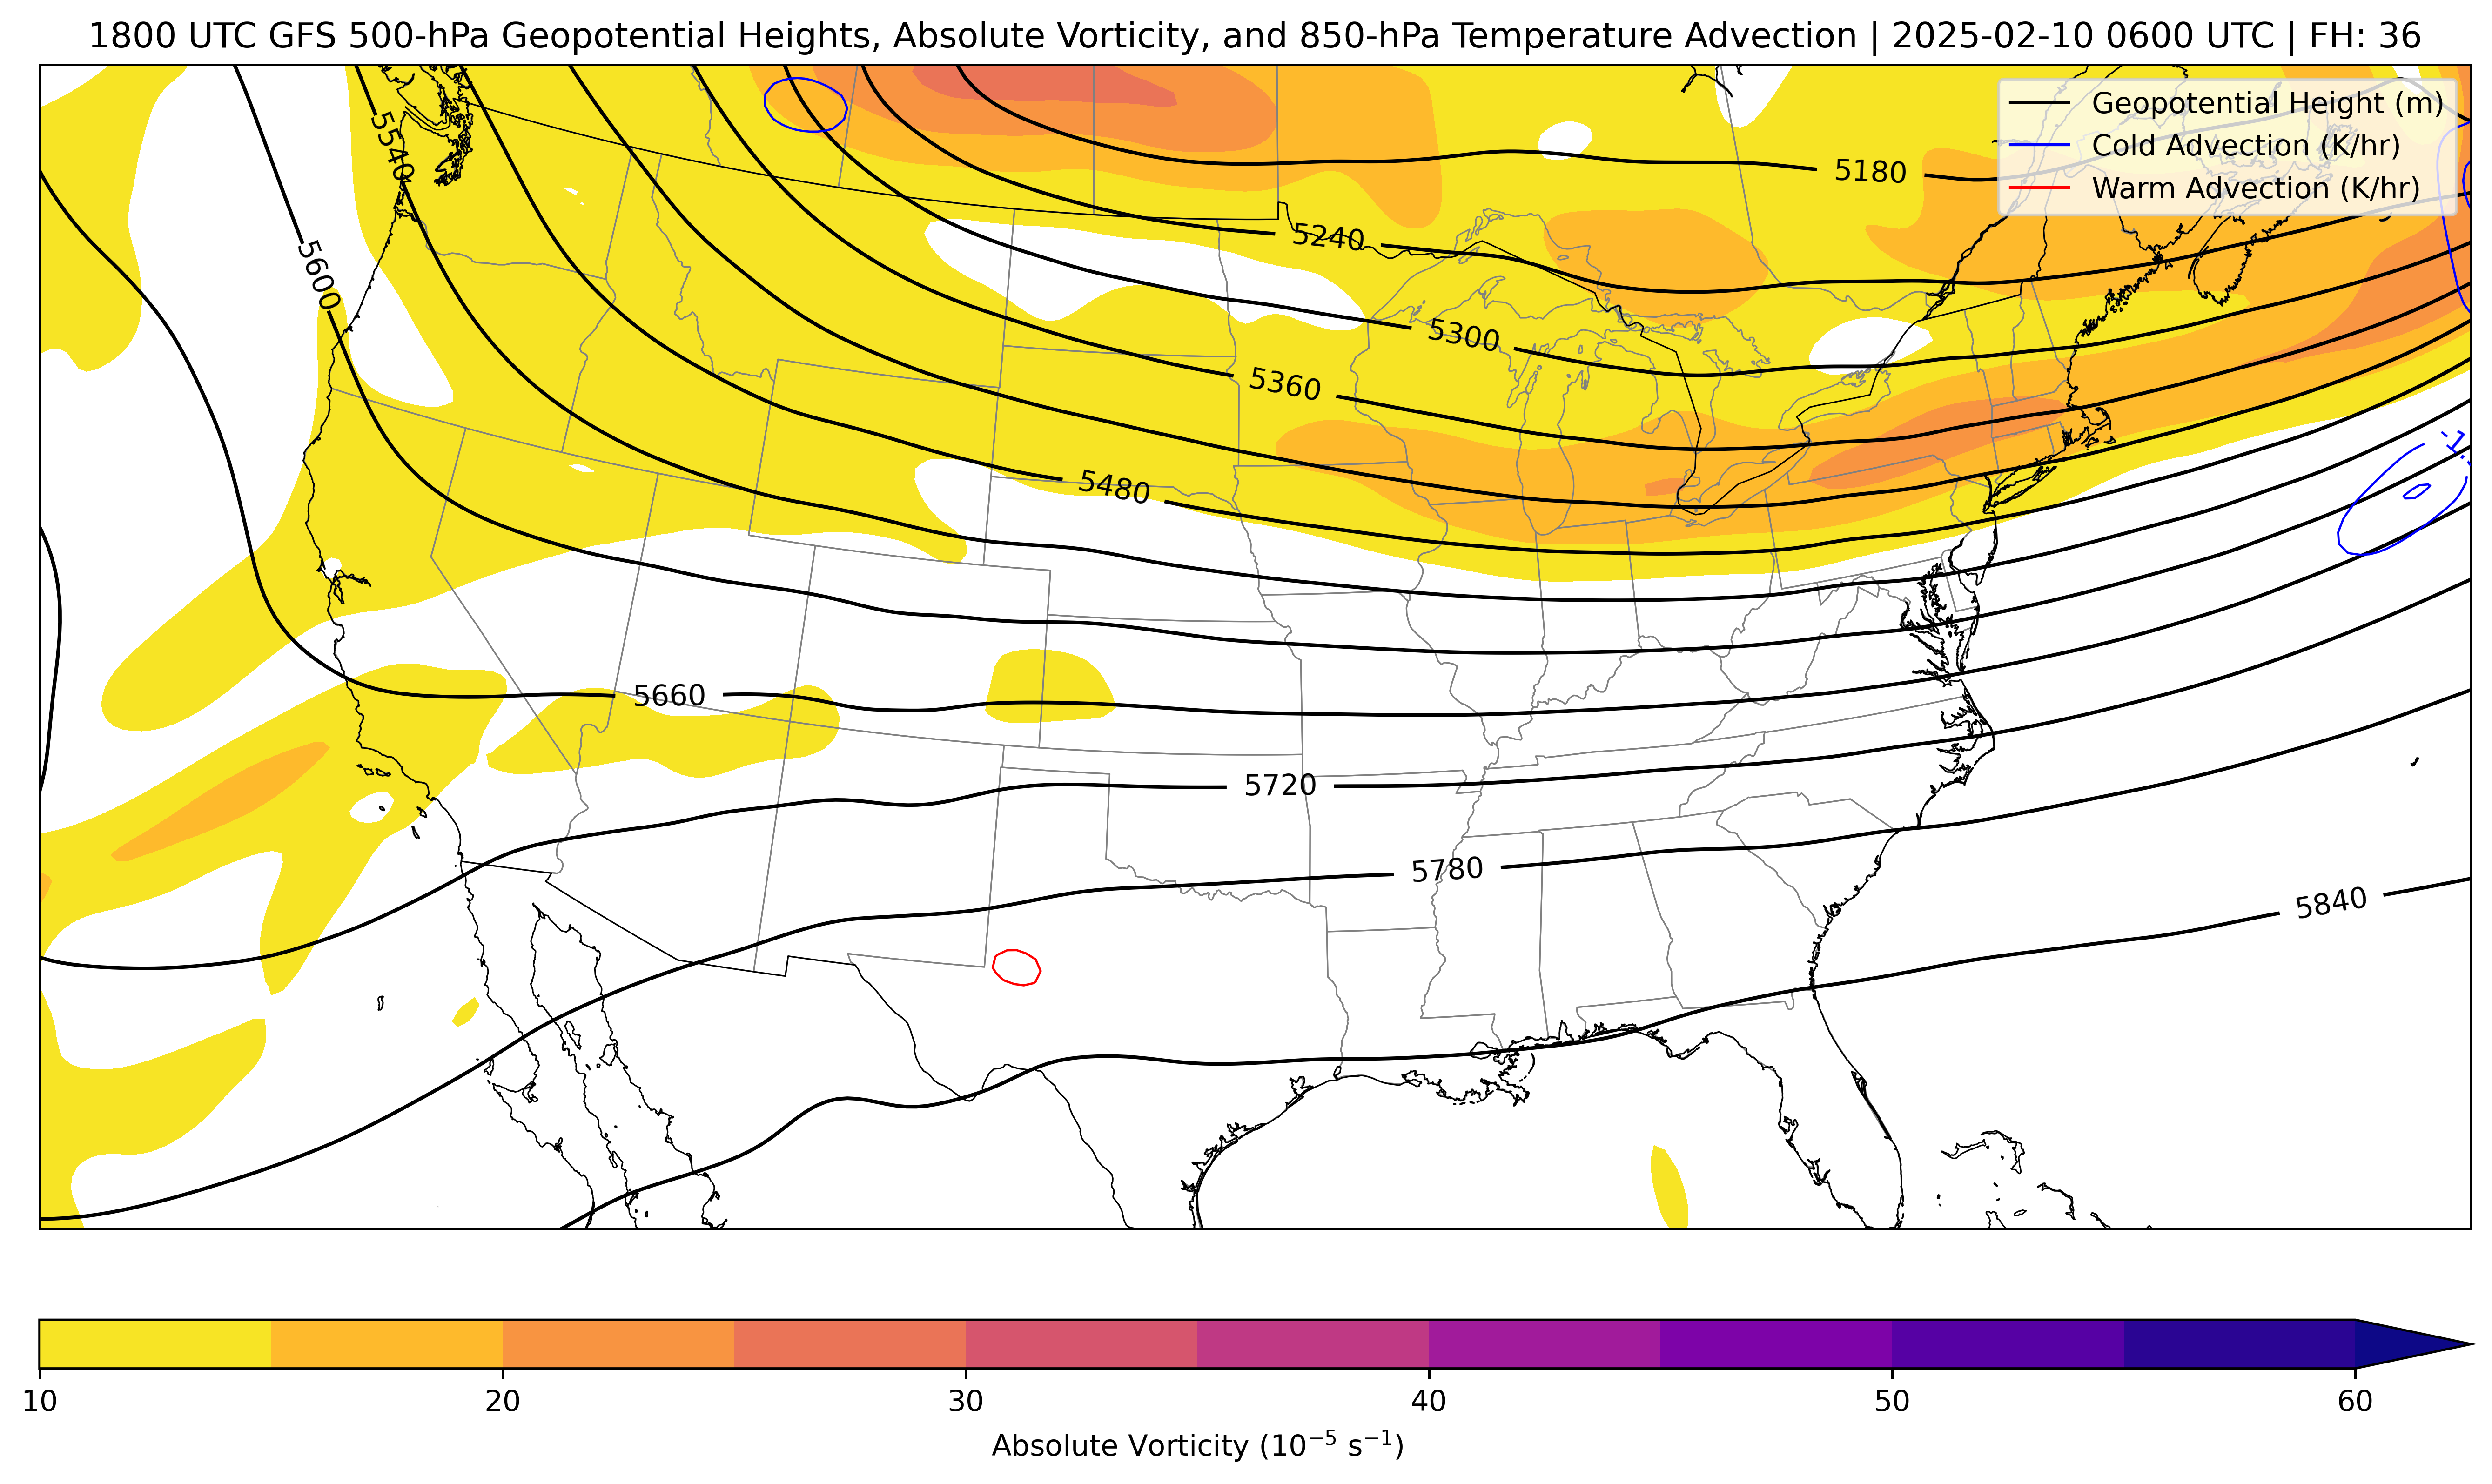 1800 UTC GFS 500-hPa Geopotential Heights, Absolute Vorticity, and 850-hPa Temperature Advection | 2025-02-10 0600 UTC | FH: 36
Geopotential Height (m)
Cold Advection (K/hr)
Warm Advection (K/hr)
5540
5180
5240
5600
5300
5360
-1
5480
5660
5720
5780
5840
10 20 30 40 50 60
Absolute Vorticity (10⁻⁵ s⁻¹)